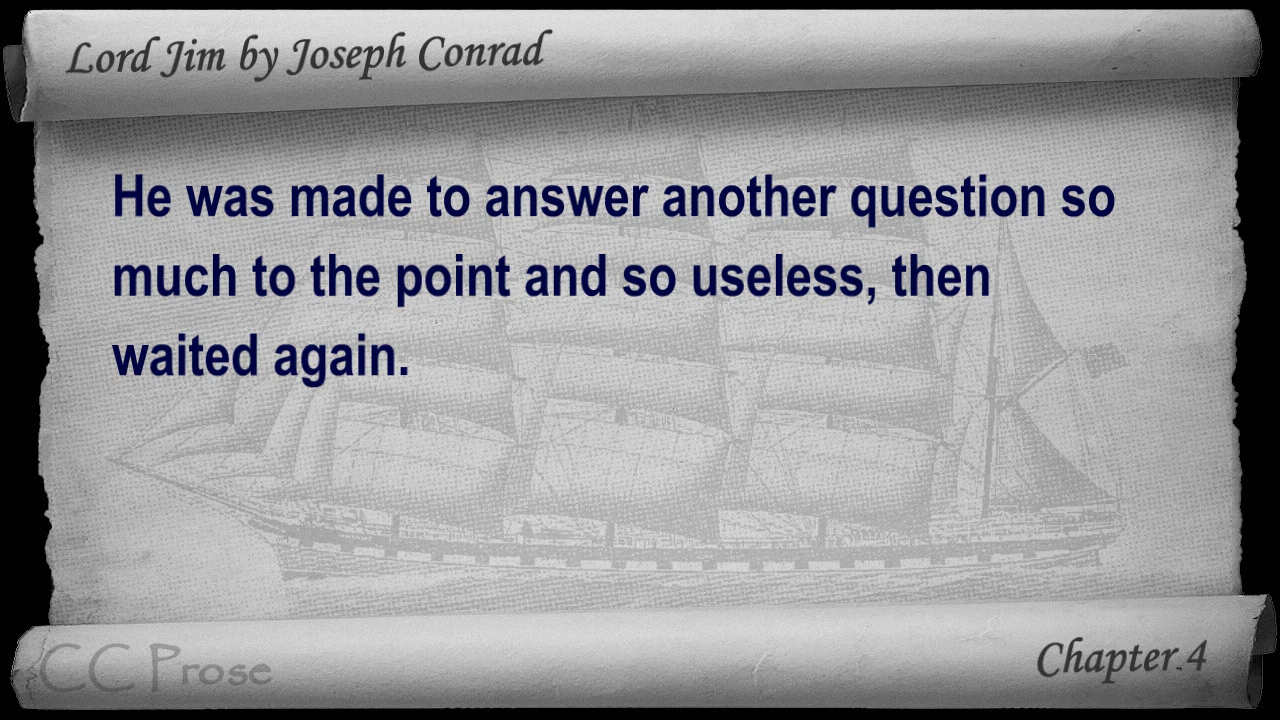 Lord Jim by Joseph Conrad
He was made to answer another question so
much to the point and so useless, then
waited again.
CC Prose
Chapter 4